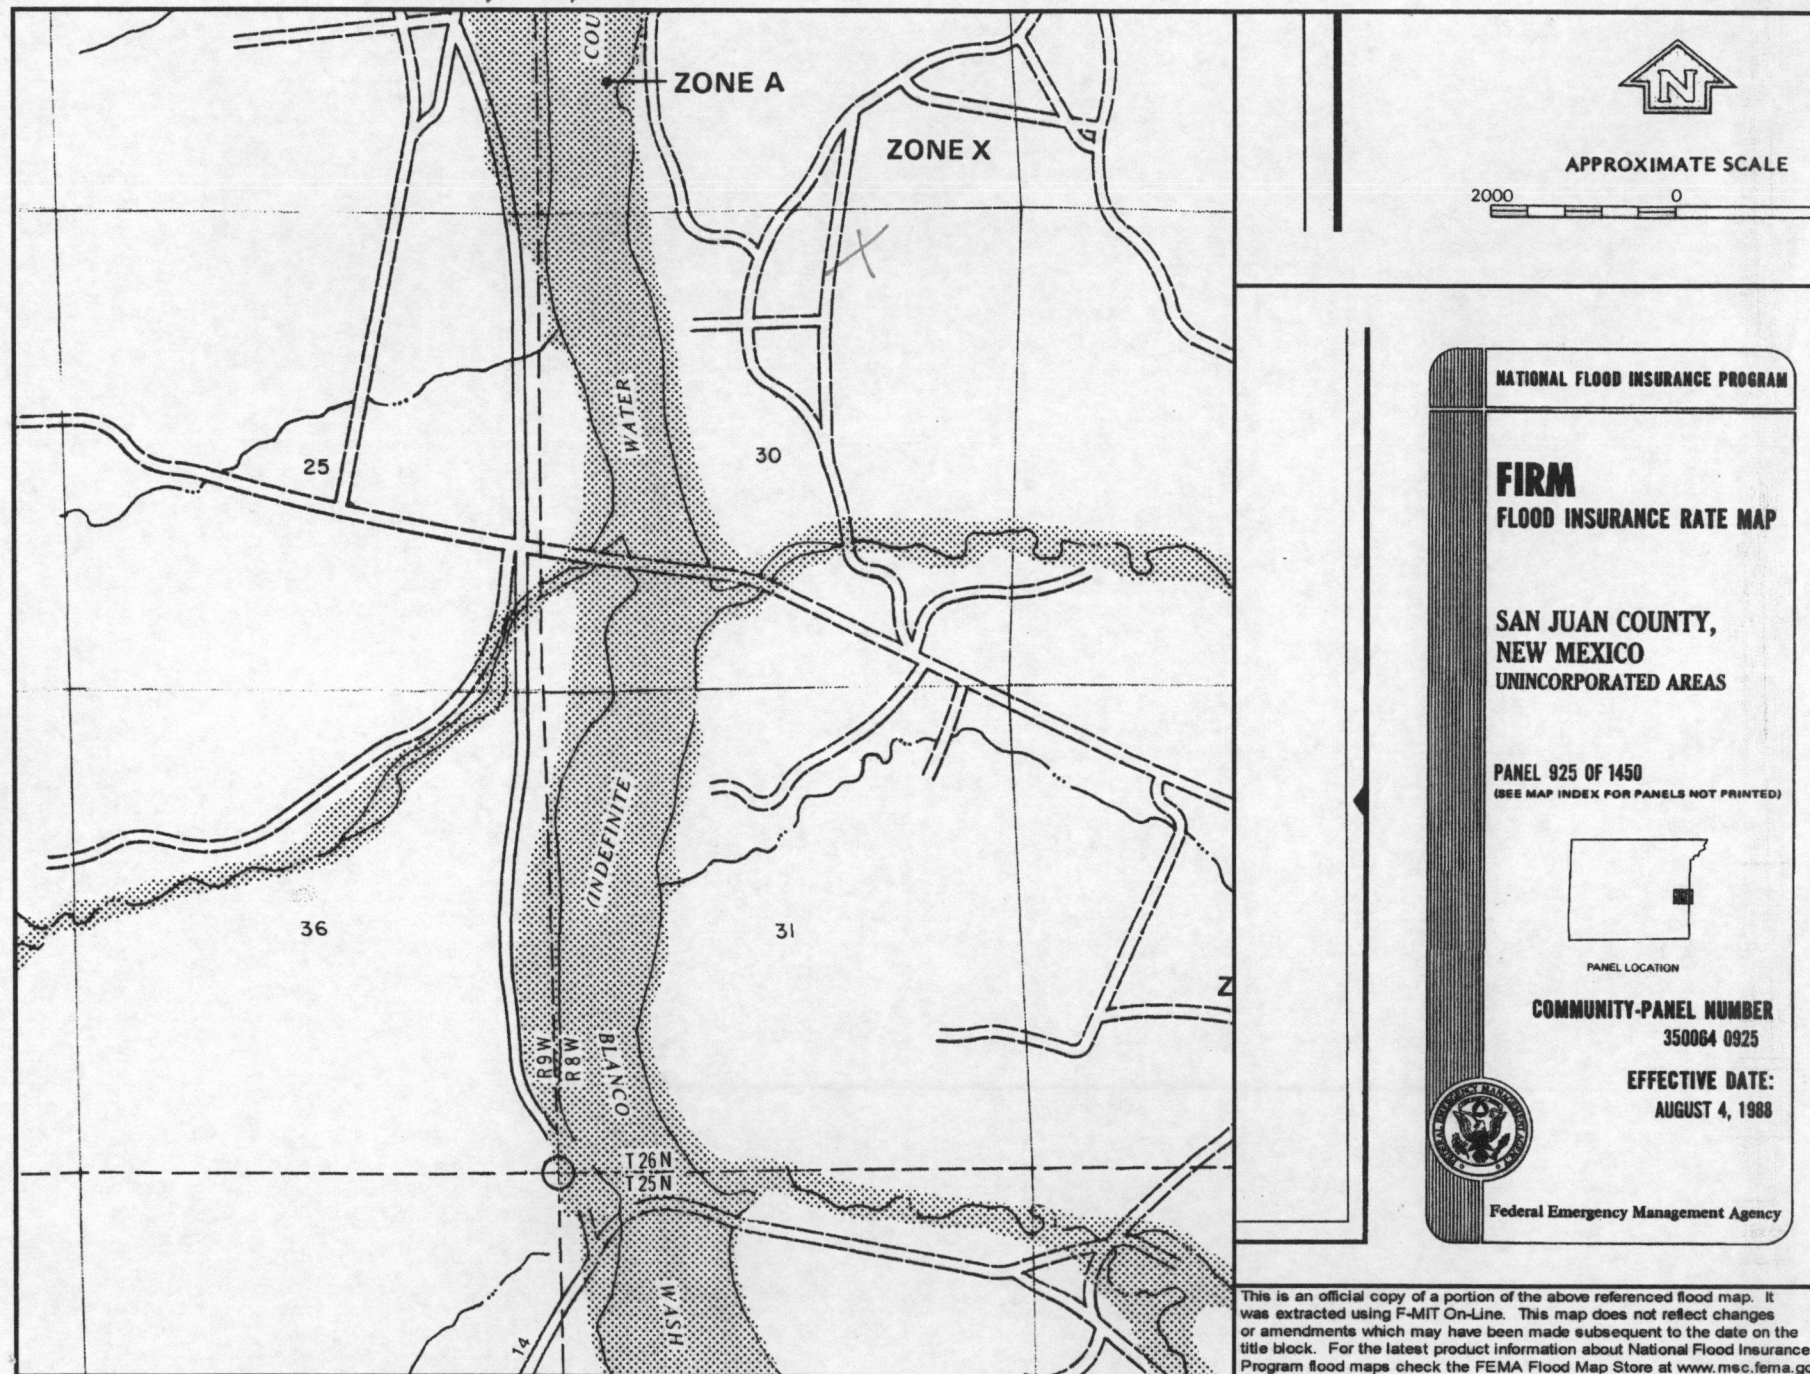 COU
ZONE A
ZONE X
WATER
25
30
(INDEFINITE
36
31
Z
R9W
R8W
BLANCO
T 26 N
T 25 N
WASH
14
N
APPROXIMATE SCALE
2000 0
NATIONAL FLOOD INSURANCE PROGRAM
FIRM
FLOOD INSURANCE RATE MAP
SAN JUAN COUNTY,
NEW MEXICO
UNINCORPORATED AREAS
PANEL 925 OF 1450
(SEE MAP INDEX FOR PANELS NOT PRINTED)
PANEL LOCATION
COMMUNITY-PANEL NUMBER
350064 0925
EFFECTIVE DATE:
AUGUST 4, 1988
FEDERAL EMERGENCY MANAGEMENT AGENCY
Federal Emergency Management Agency
This is an official copy of a portion of the above referenced flood map. It
was extracted using F-MIT On-Line. This map does not reflect changes
or amendments which may have been made subsequent to the date on the
title block. For the latest product information about National Flood Insurance
Program flood maps check the FEMA Flood Map Store at www.msc.fema.go